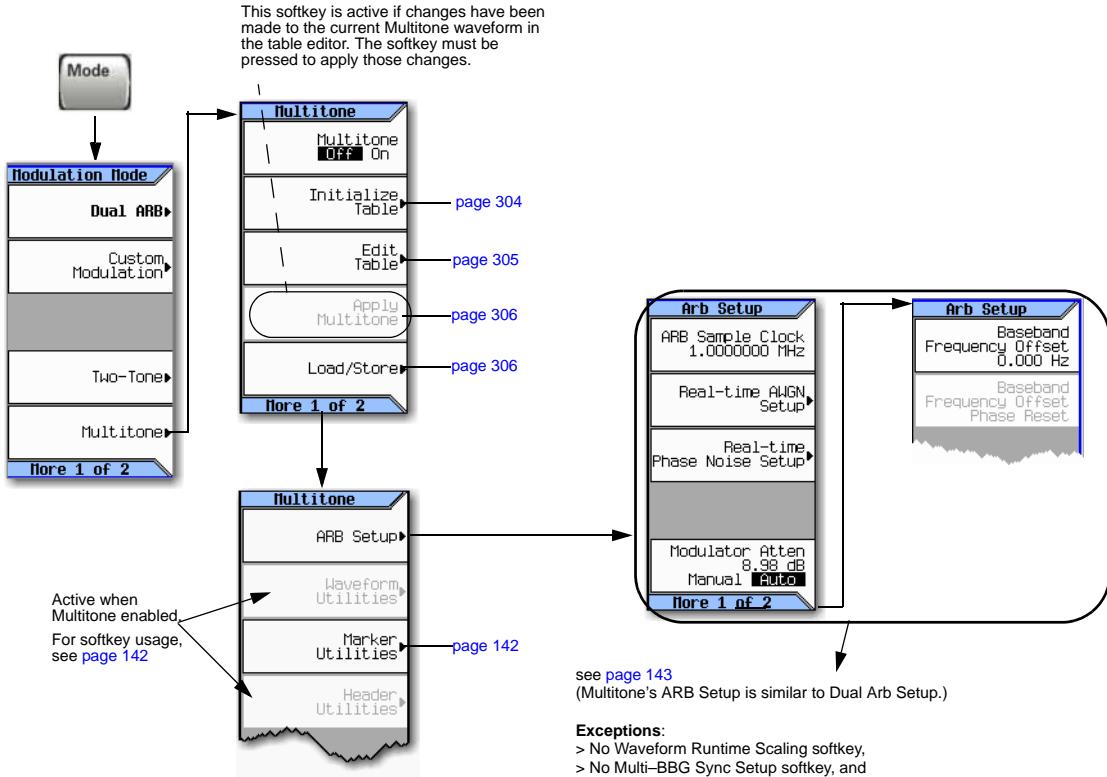 This softkey is active if changes have been
made to the current Multitone waveform in
the table editor. The softkey must be
pressed to apply those changes.
Mode
Modulation Mode
Dual ARB
Custom
Modulation
Two-Tone
Multitone
More 1 of 2
Multitone
Multitone
Off On
Initialize
Table
page 304
Edit
Table
page 305
Apply
Multitone
page 306
Load/Store
page 306
More 1 of 2
Multitone
ARB Setup
Waveform
Utilities
Marker
Utilities
page 142
Header
Utilities
Active when
Multitone enabled.
For softkey usage,
see page 142
Arb Setup
ARB Sample Clock
1.0000000 MHz
Real-time AWGN
Setup
Real-time
Phase Noise Setup
Modulator Atten
8.98 dB
Manual Auto
More 1 of 2
Arb Setup
Baseband
Frequency Offset
0.000 Hz
Baseband
Frequency Offset
Phase Reset
see page 143
(Multitone's ARB Setup is similar to Dual Arb Setup.)
Exceptions:
> No Waveform Runtime Scaling softkey,
> No Multi–BBG Sync Setup softkey, and